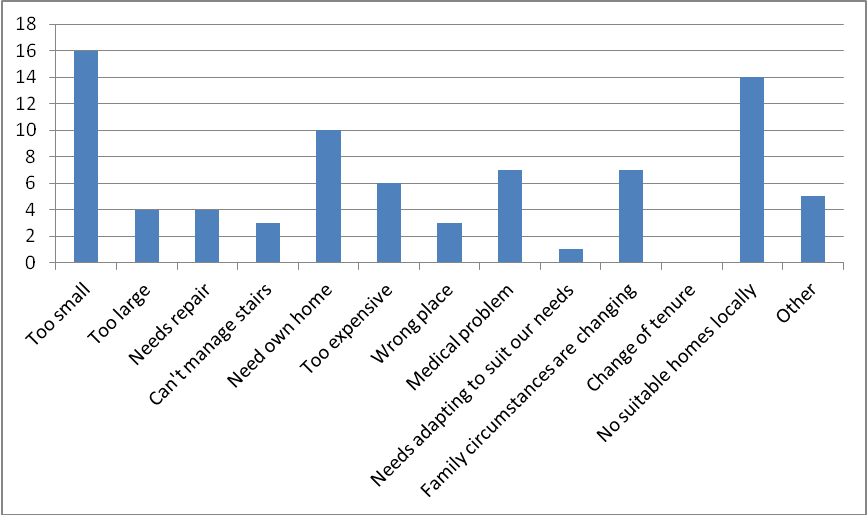 18
16
14
12
10
8
6
4
2
0
Too small
Too large
Needs repair
Can't manage stairs
Need own home
Too expensive
Wrong place
Medical problem
Needs adapting to suit our needs
Family circumstances are changing
Change of tenure
No suitable homes locally
Other